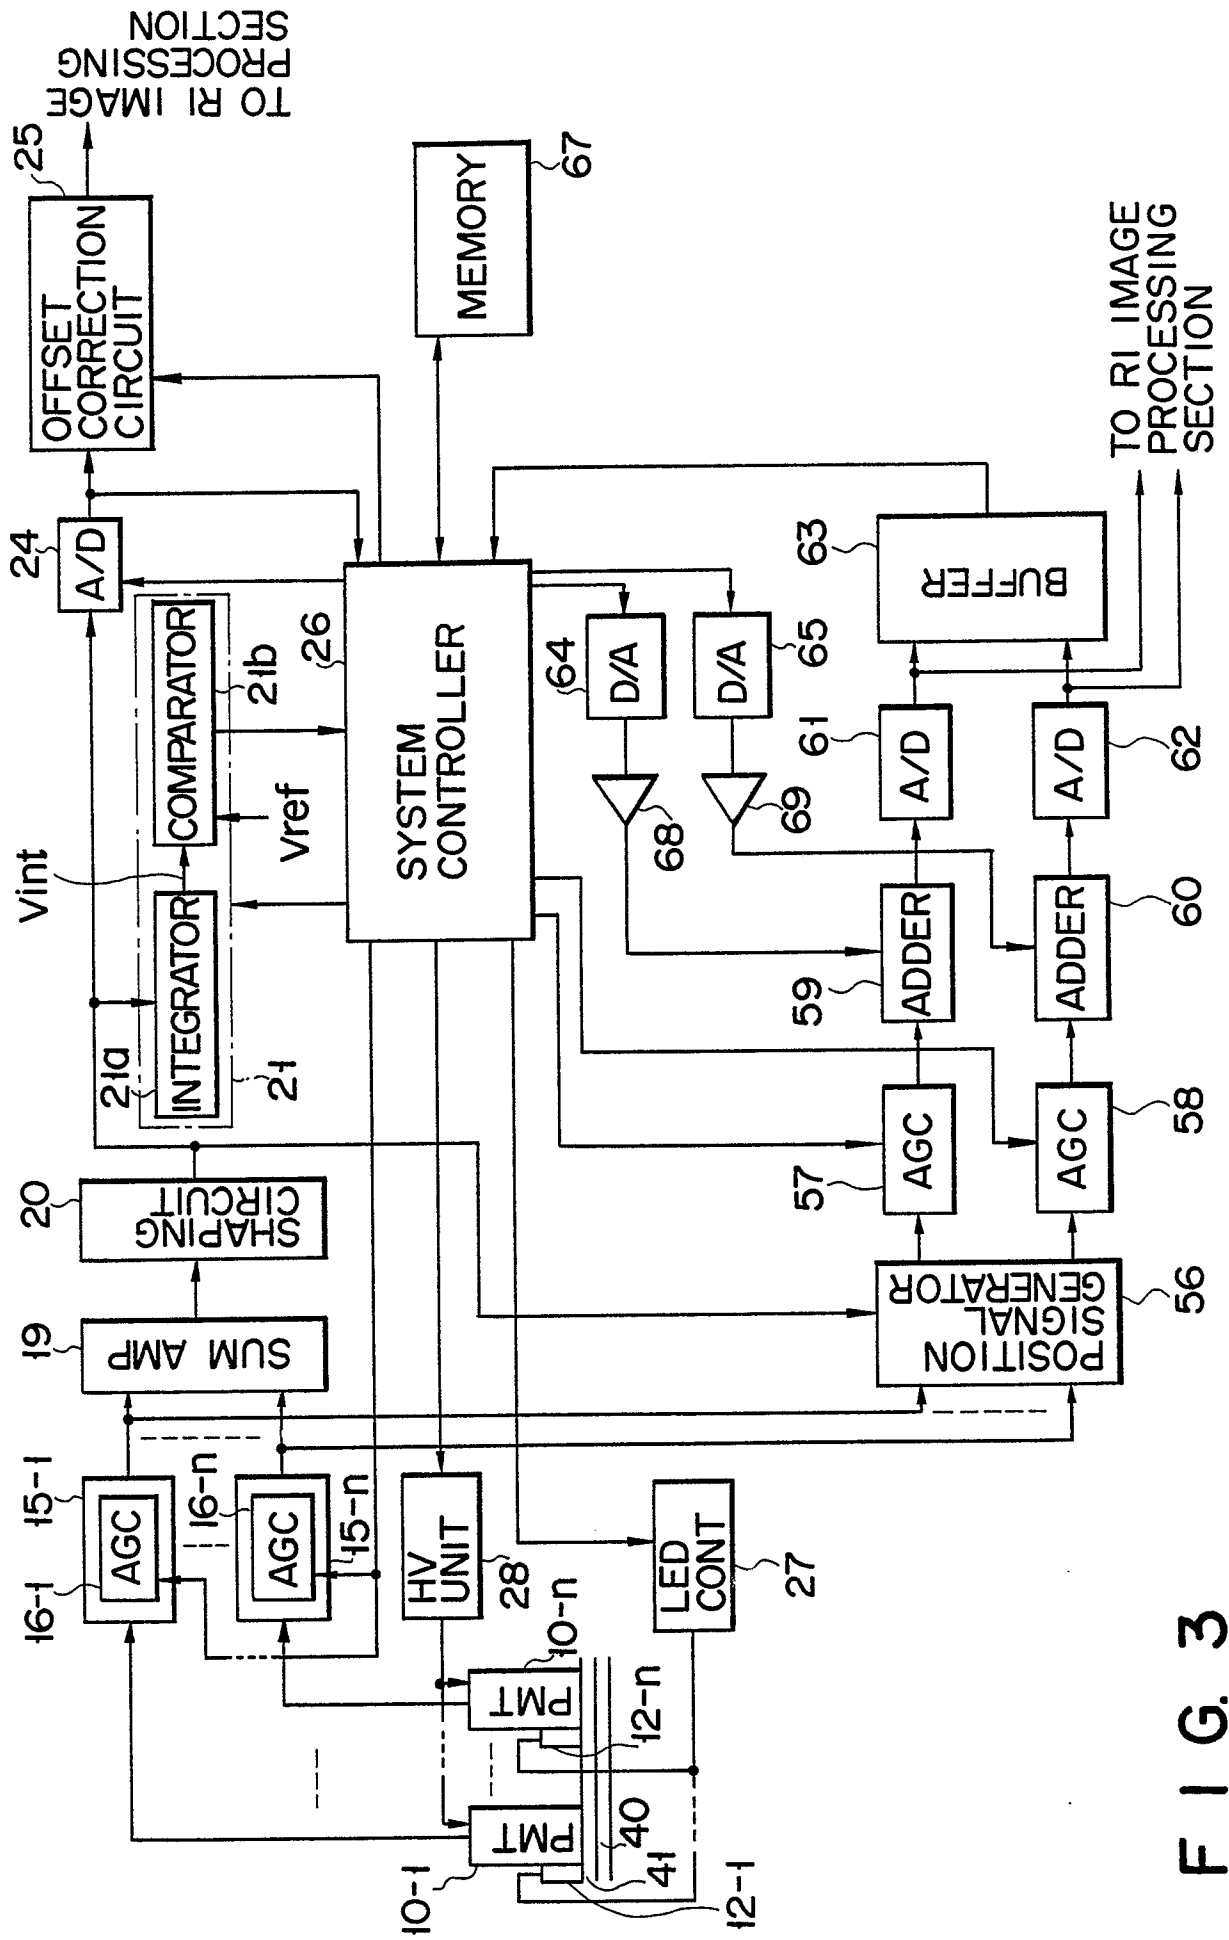 15-1
16-1
AGC
16-n
AGC
15-n
19
SUM AMP
20
SHAPING
CIRCUIT
21a
INTEGRATOR
21
Vint
COMPARATOR
21b
Vref
24
A/D
25
OFFSET
CORRECTION
CIRCUIT
TO RI IMAGE
PROCESSING
SECTION
26
SYSTEM
CONTROLLER
MEMORY
67
HV
UNIT
28
10-1
PMT
10-n
PMT
12-1
12-n
41
40
LED
CONT
27
64
D/A
65
D/A
68
69
56
POSITION
SIGNAL
GENERATOR
57
AGC
58
AGC
59
ADDER
60
ADDER
61
A/D
62
A/D
63
BUFFER
TO RI IMAGE
PROCESSING
SECTION
FIG. 3